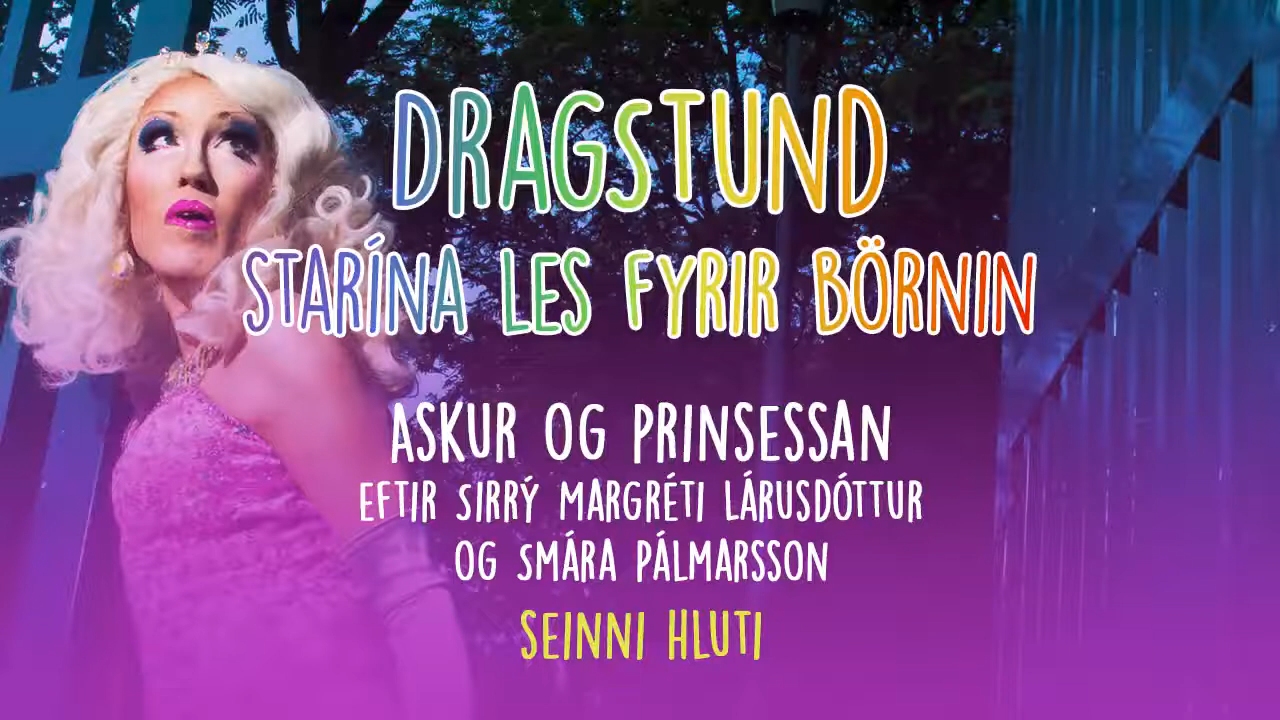 DRAGSTUND
STARÍNA LES FYRIR BÖRNIN
ASKUR OG PRINSESSAN
EFTIR SIRRÝ MARGRÉTI LÁRUSDÓTTUR
OG SMÁRA PÁLMARSSON
SEINNI HLUTI